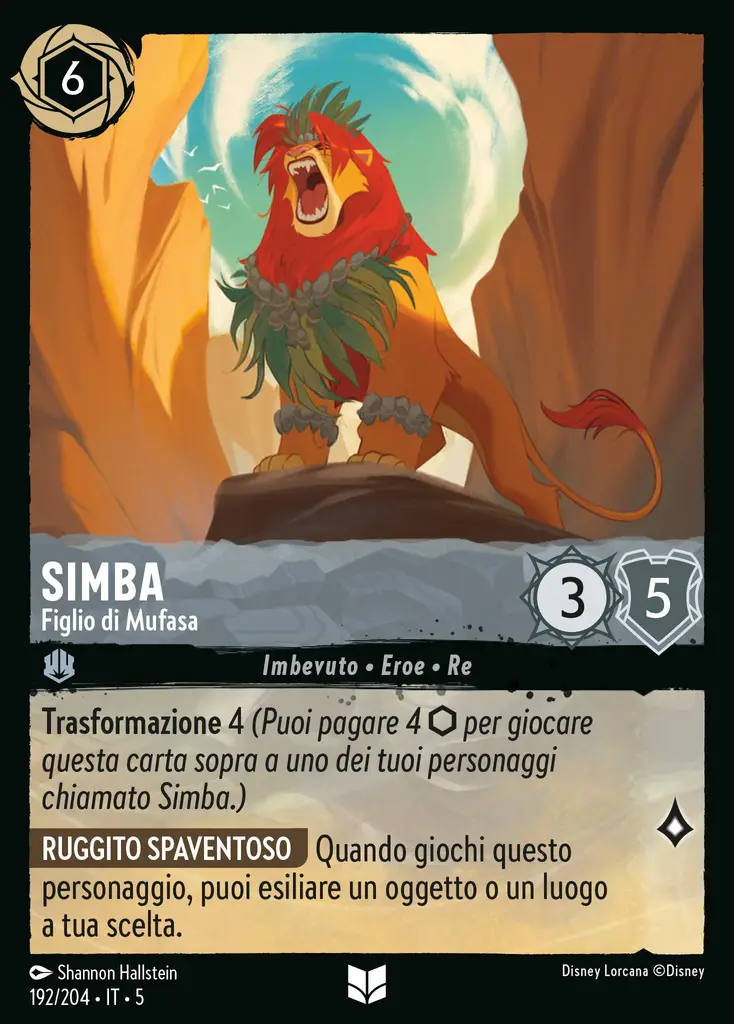 6
SIMBA
Figlio di Mufasa
3
5
Imbevuto • Eroe • Re
Trasformazione 4 (Puoi pagare 4 per giocare
questa carta sopra a uno dei tuoi personaggi
chiamato Simba.)
RUGGITO SPAVENTOSO Quando giochi questo
personaggio, puoi esiliare un oggetto o un luogo
a tua scelta.
Shannon Hallstein
Disney Lorcana ©Disney
192/204 • IT • 5